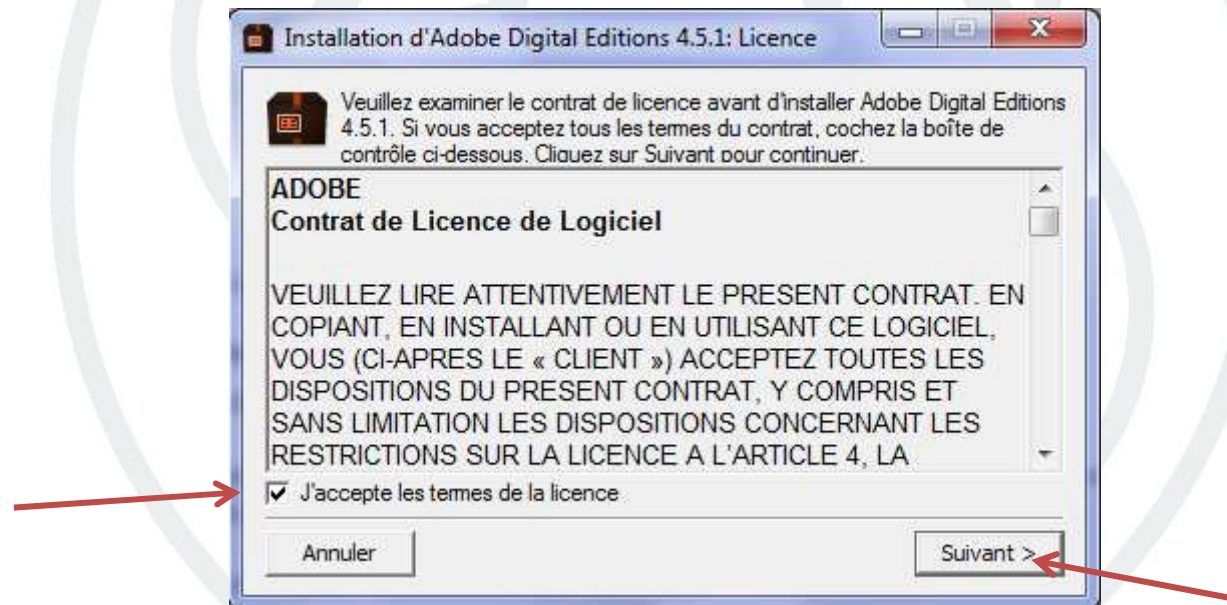 Installation d'Adobe Digital Editions 4.5.1: Licence
Veuillez examiner le contrat de licence avant d'installer Adobe Digital Editions
4.5.1. Si vous acceptez tous les termes du contrat, cochez la boîte de
contrôle ci-dessous. Cliquez sur Suivant pour continuer.
ADOBE
Contrat de Licence de Logiciel
VEUILLEZ LIRE ATTENTIVEMENT LE PRESENT CONTRAT. EN
COPIANT, EN INSTALLANT OU EN UTILISANT CE LOGICIEL,
VOUS (CI-APRES LE « CLIENT ») ACCEPTEZ TOUTES LES
DISPOSITIONS DU PRESENT CONTRAT, Y COMPRIS ET
SANS LIMITATION LES DISPOSITIONS CONCERNANT LES
RESTRICTIONS SUR LA LICENCE A L'ARTICLE 4, LA
J'accepte les termes de la licence
Annuler
Suivant >